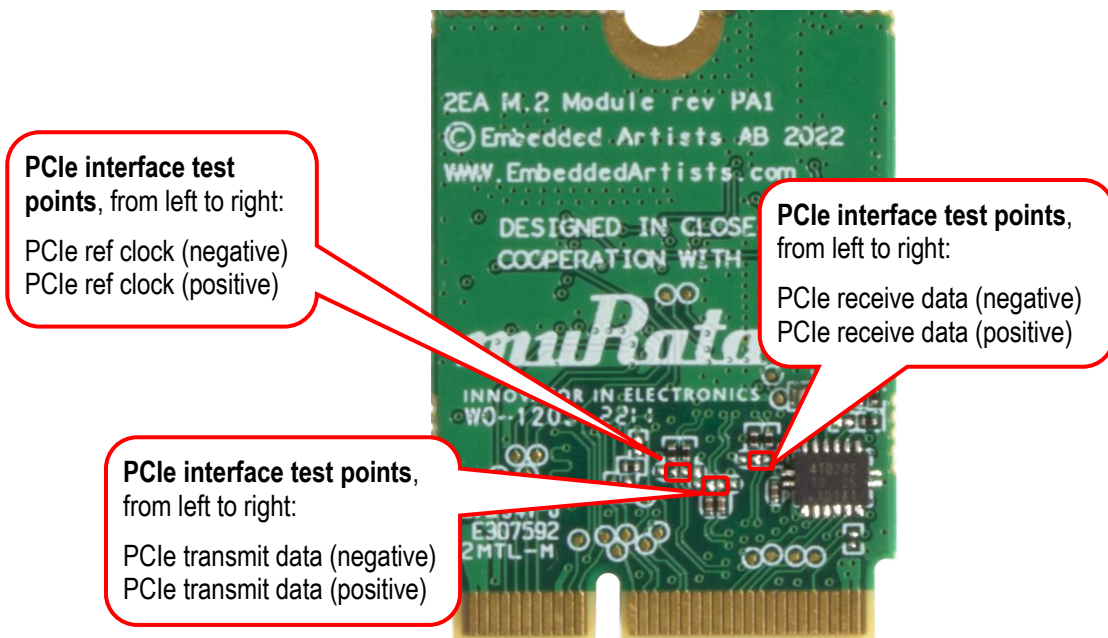 2EA M.2 Module rev PA1
© Embedded Artists AB 2022
WWW.EmbeddedArtists.com
DESIGNED IN CLOSE
COOPERATION WITH
muRata
INNOVATOR IN ELECTRONICS
E307592
2MTL-M
PCIe interface test
points, from left to right:
PCIe ref clock (negative)
PCIe ref clock (positive)
PCIe interface test points,
from left to right:
PCIe receive data (negative)
PCIe receive data (positive)
PCIe interface test points,
from left to right:
PCIe transmit data (negative)
PCIe transmit data (positive)